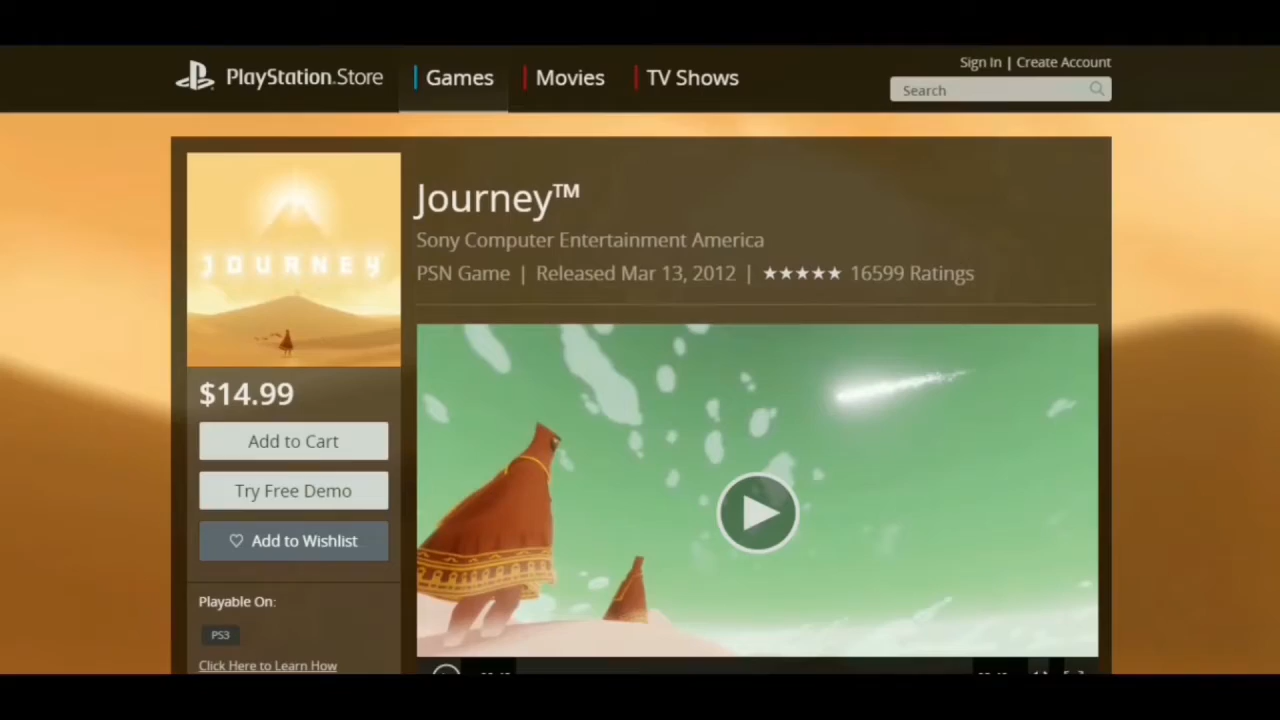 PlayStation.Store
Games
Movies
TV Shows
Sign In | Create Account
Search
JOURNEY
Journey™
Sony Computer Entertainment America
PSN Game | Released Mar 13, 2012 | ★★★★★ 16599 Ratings
$14.99
Add to Cart
Try Free Demo
♡ Add to Wishlist
Playable On:
PS3
Click Here to Learn How